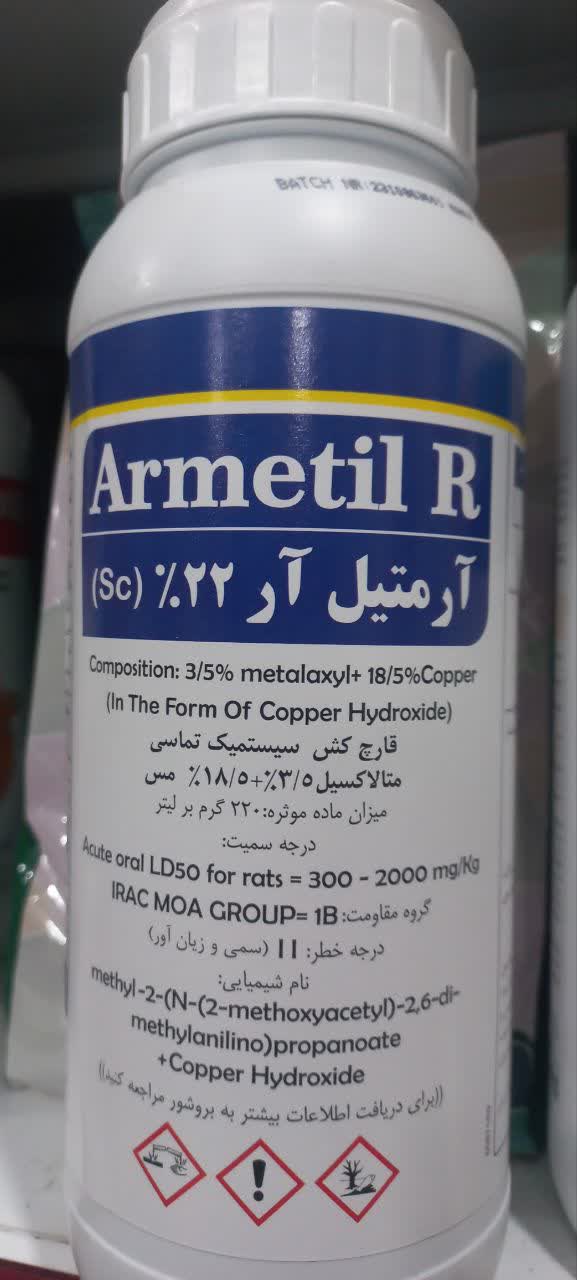 BATCH NR:
Armetil R
آرمتیل آر ۲۲٪ (Sc)
Composition: 3/5% metalaxyl+ 18/5%Copper
(In The Form Of Copper Hydroxide)
قارچ کش سیستمیک تماسی
متالاکسیل ۳/۵٪+۱۸/۵٪ مس
میزان ماده موثره: ۲۲۰ گرم بر لیتر
درجه سمیت:
Acute oral LD50 for rats = 300 - 2000 mg/Kg
گروه مقاومت: IRAC MOA GROUP= 1B
درجه خطر: II (سمی و زیان آور)
نام شیمیایی:
methyl-2-(N-(2-methoxyacetyl)-2,6-di-
methylanilino)propanoate
+Copper Hydroxide
((برای دریافت اطلاعات بیشتر به بروشور مراجعه کنید))